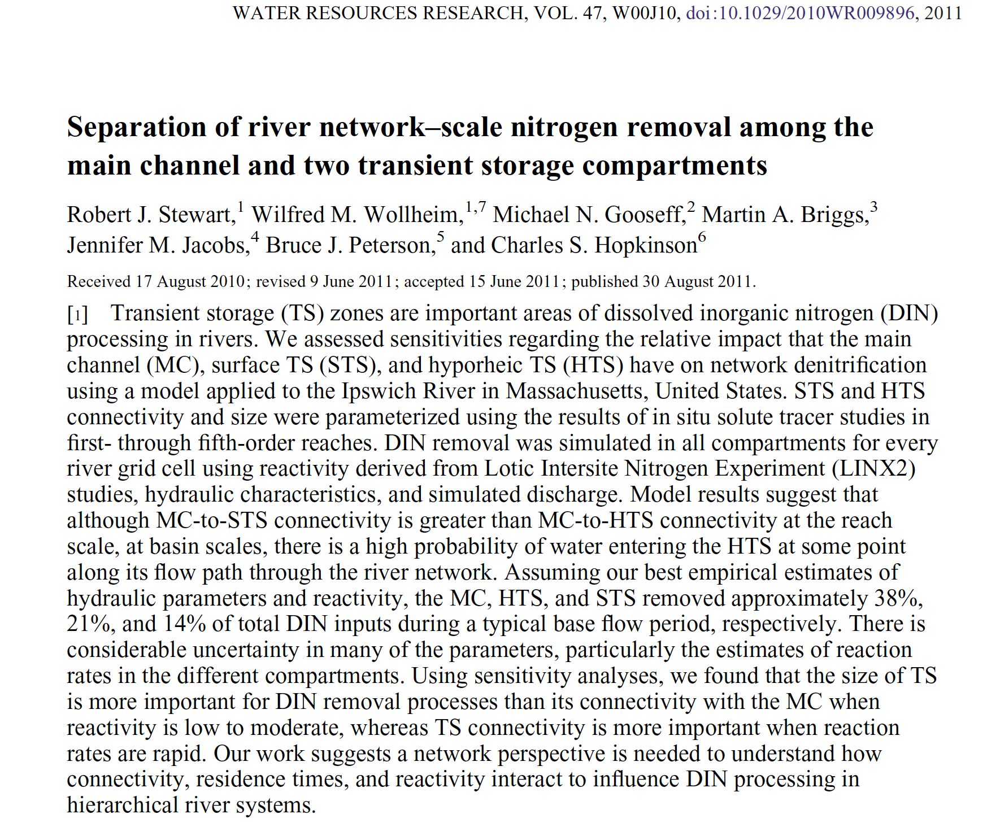 WATER RESOURCES RESEARCH, VOL. 47, W00J10, doi:10.1029/2010WR009896, 2011
Separation of river network–scale nitrogen removal among the
main channel and two transient storage compartments
Robert J. Stewart,1 Wilfred M. Wollheim,1,7 Michael N. Gooseff,2 Martin A. Briggs,3
Jennifer M. Jacobs,4 Bruce J. Peterson,5 and Charles S. Hopkinson6
Received 17 August 2010; revised 9 June 2011; accepted 15 June 2011; published 30 August 2011.
[1] Transient storage (TS) zones are important areas of dissolved inorganic nitrogen (DIN)
processing in rivers. We assessed sensitivities regarding the relative impact that the main
channel (MC), surface TS (STS), and hyporheic TS (HTS) have on network denitrification
using a model applied to the Ipswich River in Massachusetts, United States. STS and HTS
connectivity and size were parameterized using the results of in situ solute tracer studies in
first- through fifth-order reaches. DIN removal was simulated in all compartments for every
river grid cell using reactivity derived from Lotic Intersite Nitrogen Experiment (LINX2)
studies, hydraulic characteristics, and simulated discharge. Model results suggest that
although MC-to-STS connectivity is greater than MC-to-HTS connectivity at the reach
scale, at basin scales, there is a high probability of water entering the HTS at some point
along its flow path through the river network. Assuming our best empirical estimates of
hydraulic parameters and reactivity, the MC, HTS, and STS removed approximately 38%,
21%, and 14% of total DIN inputs during a typical base flow period, respectively. There is
considerable uncertainty in many of the parameters, particularly the estimates of reaction
rates in the different compartments. Using sensitivity analyses, we found that the size of TS
is more important for DIN removal processes than its connectivity with the MC when
reactivity is low to moderate, whereas TS connectivity is more important when reaction
rates are rapid. Our work suggests a network perspective is needed to understand how
connectivity, residence times, and reactivity interact to influence DIN processing in
hierarchical river systems.